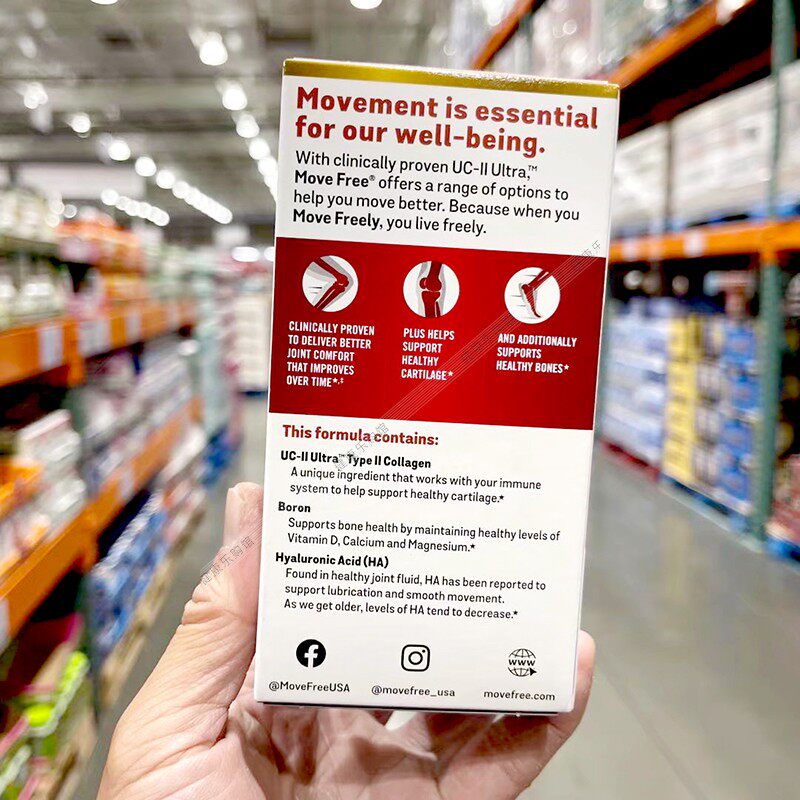 Movement is essential
for our well-being.
With clinically proven UC-II Ultra,™
Move Free® offers a range of options to
help you move better. Because when you
Move Freely, you live freely.
CLINICALLY PROVEN
TO DELIVER BETTER
JOINT COMFORT
THAT IMPROVES
OVER TIME*,‡
PLUS HELPS
SUPPORT
HEALTHY
CARTILAGE*
AND ADDITIONALLY
SUPPORTS
HEALTHY BONES*
This formula contains:
UC-II Ultra™ Type II Collagen
A unique ingredient that works with your immune
system to help support healthy cartilage.*
Boron
Supports bone health by maintaining healthy levels of
Vitamin D, Calcium and Magnesium.*
Hyaluronic Acid (HA)
Found in healthy joint fluid, HA has been reported to
support lubrication and smooth movement.
As we get older, levels of HA tend to decrease.*
www
@MoveFreeUSA
@movefree_usa
movefree.com